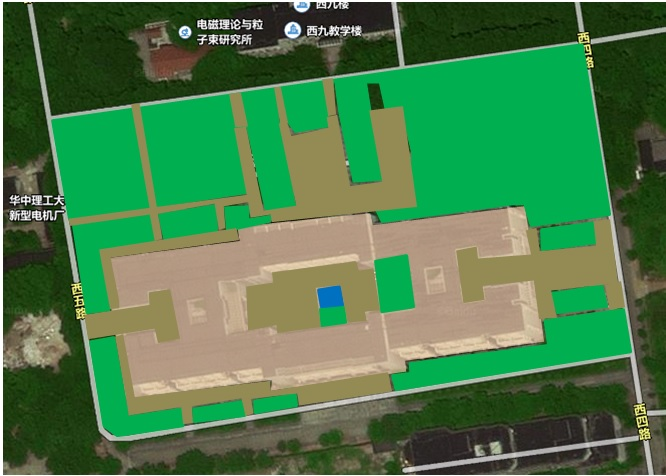 西九楼
电磁理论与粒
子束研究所
西九教学楼
西四路
华中理工大
新型电机厂
西五路
西四路